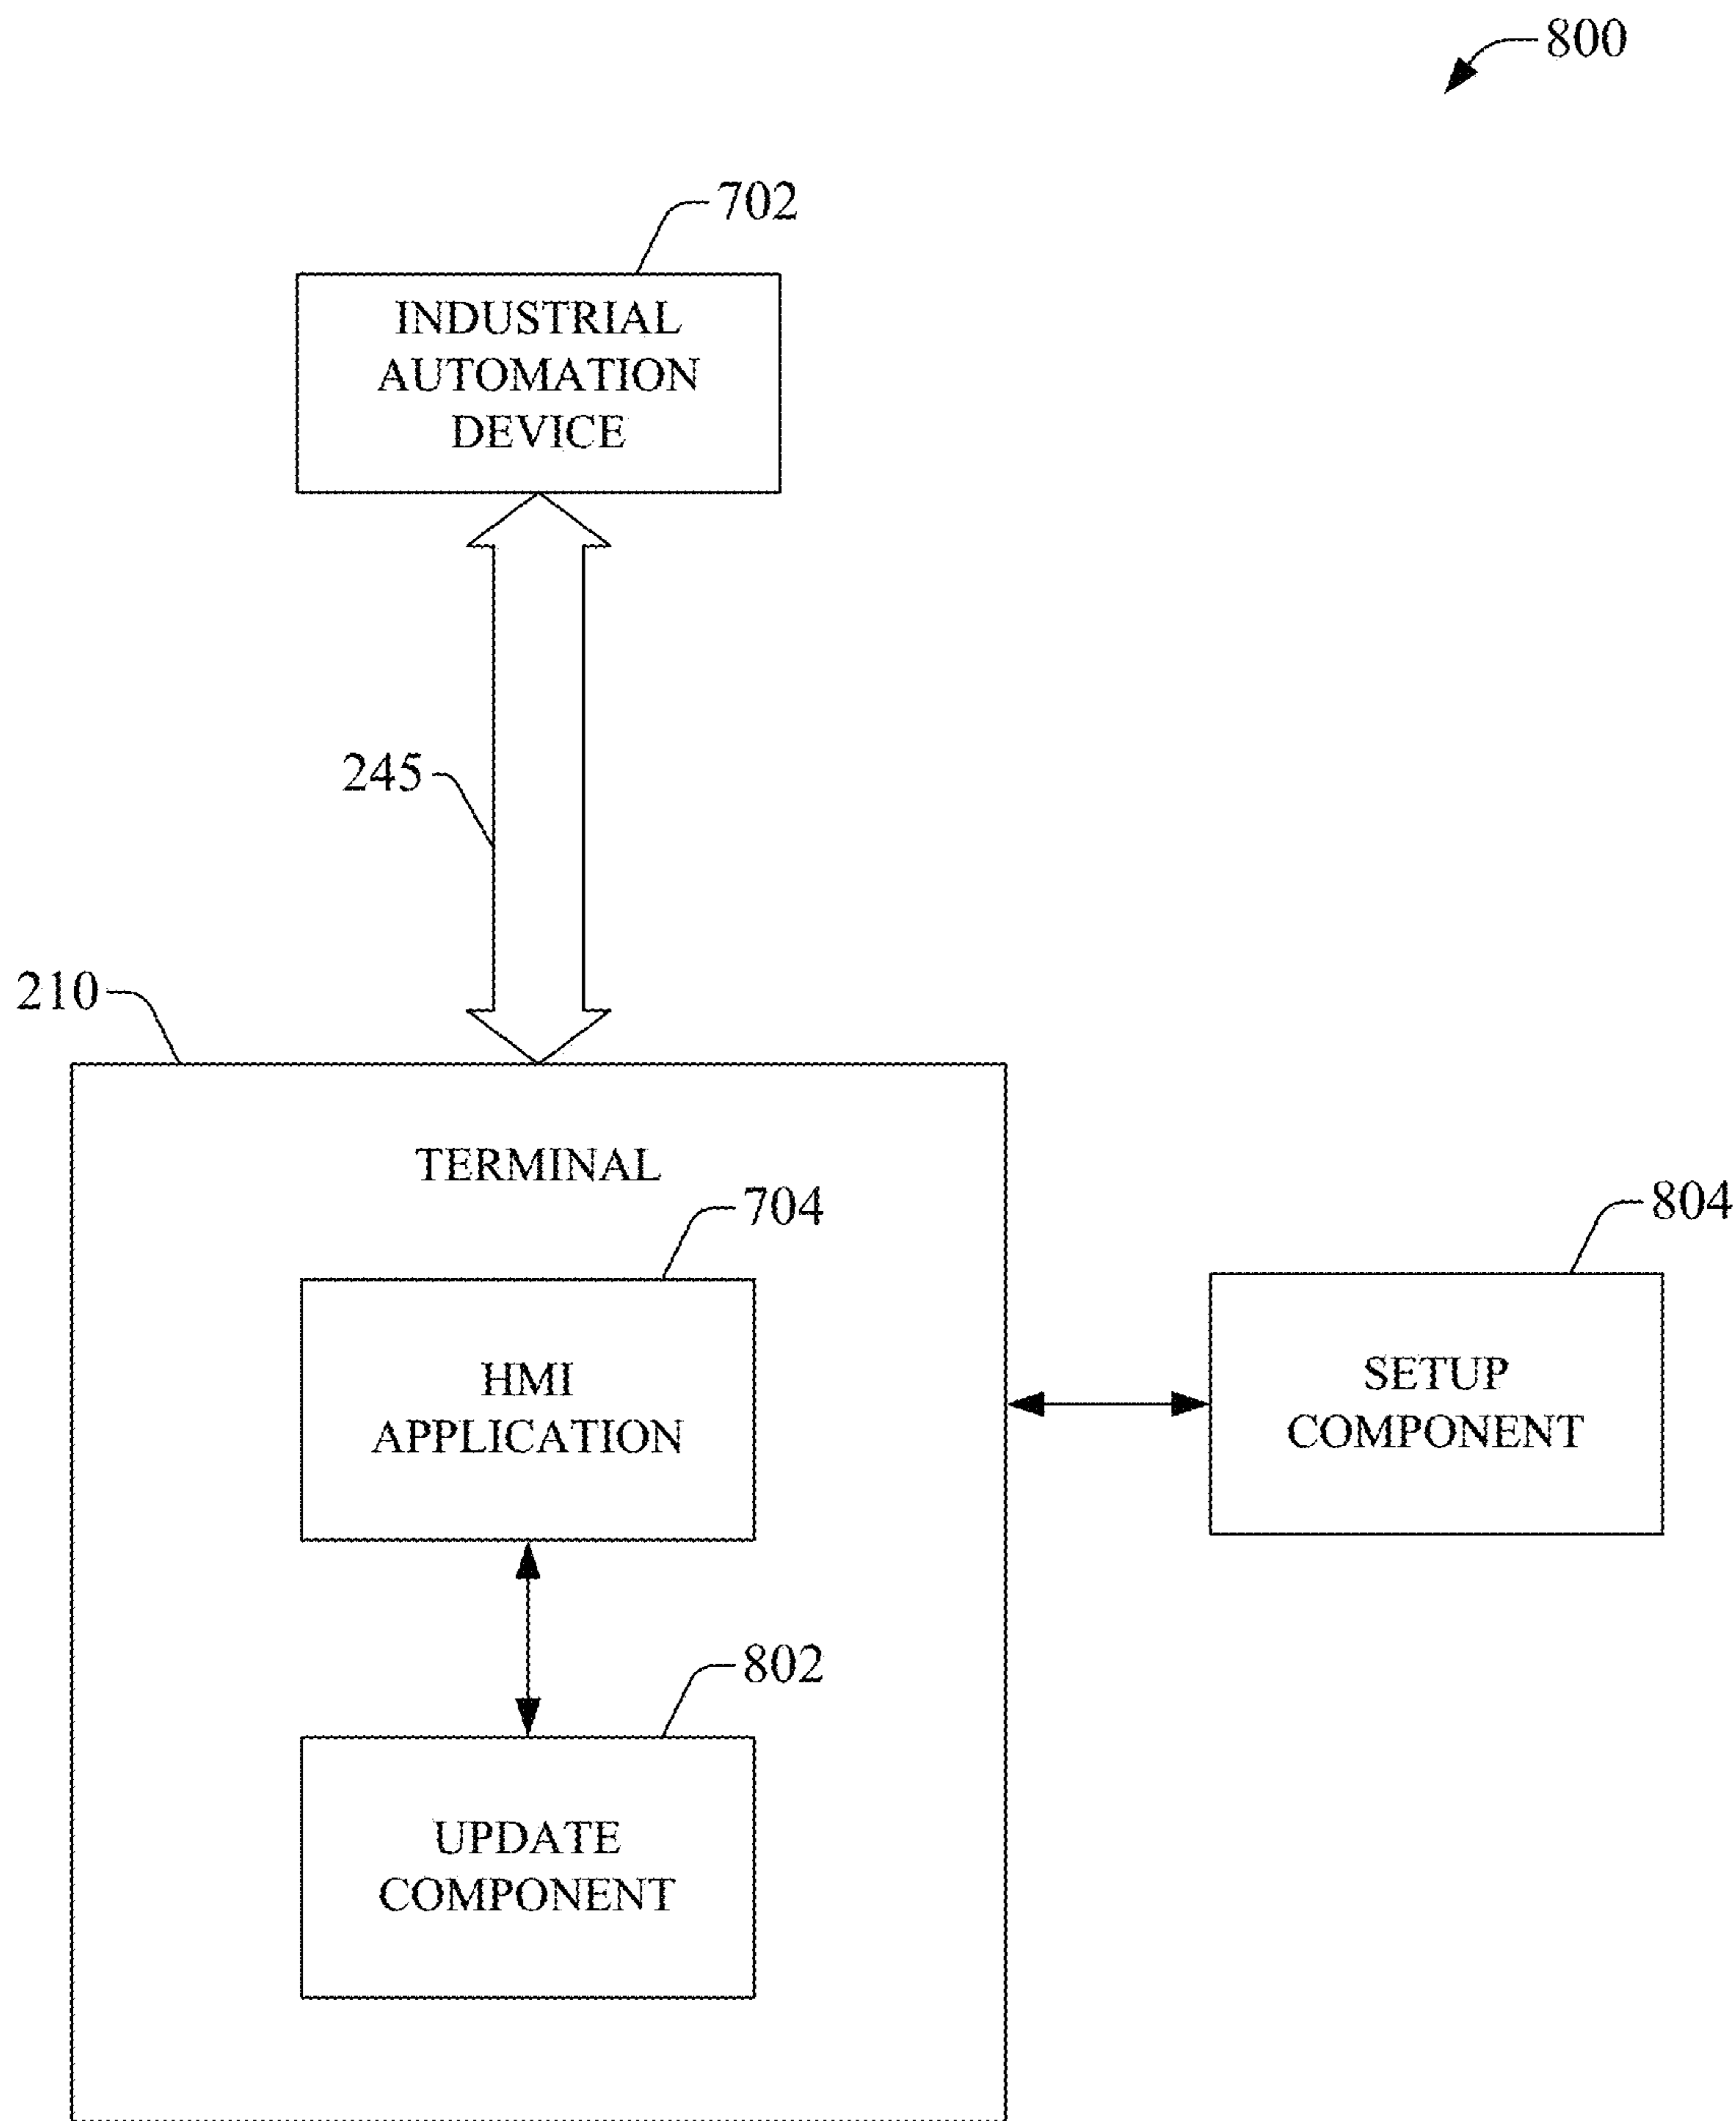 800
702
INDUSTRIAL
AUTOMATION
DEVICE
245
210
TERMINAL
704
804
HMI
APPLICATION
SETUP
COMPONENT
802
UPDATE
COMPONENT